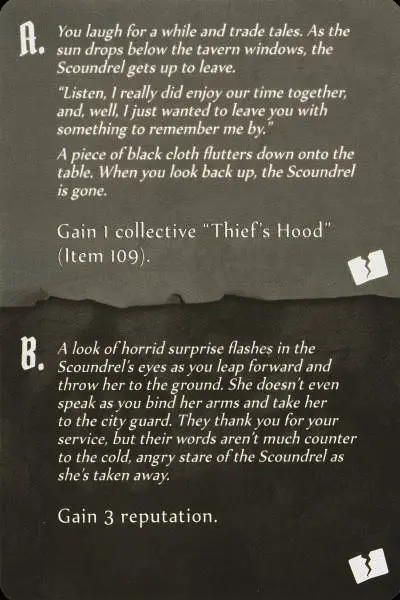 A.
You laugh for a while and trade tales. As the
sun drops below the tavern windows, the
Scoundrel gets up to leave.
“Listen, I really did enjoy our time together,
and, well, I just wanted to leave you with
something to remember me by.”
A piece of black cloth flutters down onto the
table. When you look back up, the Scoundrel
is gone.
Gain 1 collective “Thief’s Hood”
(Item 109).
B.
A look of horrid surprise flashes in the
Scoundrel’s eyes as you leap forward and
throw her to the ground. She doesn’t even
speak as you bind her arms and take her
to the city guard. They thank you for your
service, but their words aren’t much counter
to the cold, angry stare of the Scoundrel as
she’s taken away.
Gain 3 reputation.